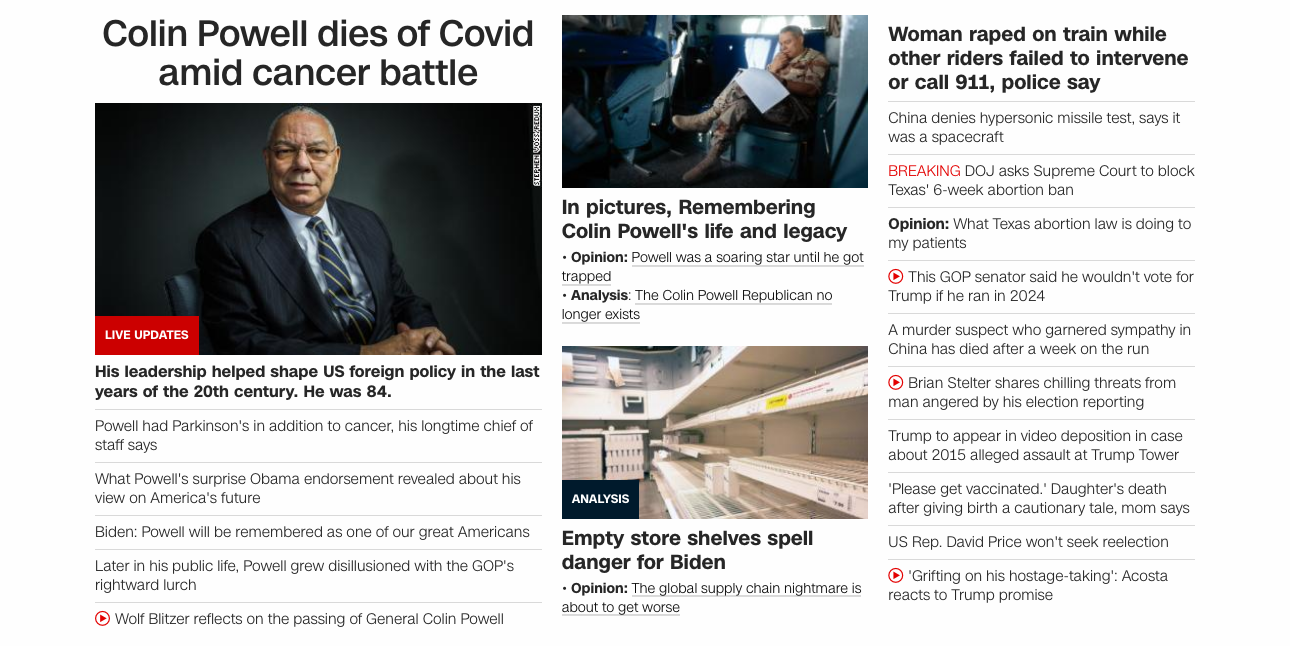 Colin Powell dies of Covid
amid cancer battle
STEPHEN VOSS/REDUX
LIVE UPDATES
His leadership helped shape US foreign policy in the last
years of the 20th century. He was 84.
Powell had Parkinson's in addition to cancer, his longtime chief of
staff says
What Powell's surprise Obama endorsement revealed about his
view on America's future
Biden: Powell will be remembered as one of our great Americans
Later in his public life, Powell grew disillusioned with the GOP's
rightward lurch
Wolf Blitzer reflects on the passing of General Colin Powell
In pictures, Remembering
Colin Powell's life and legacy
• Opinion: Powell was a soaring star until he got
trapped
• Analysis: The Colin Powell Republican no
longer exists
ANALYSIS
Empty store shelves spell
danger for Biden
• Opinion: The global supply chain nightmare is
about to get worse
Woman raped on train while
other riders failed to intervene
or call 911, police say
China denies hypersonic missile test, says it
was a spacecraft
BREAKING DOJ asks Supreme Court to block
Texas' 6-week abortion ban
Opinion: What Texas abortion law is doing to
my patients
This GOP senator said he wouldn't vote for
Trump if he ran in 2024
A murder suspect who garnered sympathy in
China has died after a week on the run
Brian Stelter shares chilling threats from
man angered by his election reporting
Trump to appear in video deposition in case
about 2015 alleged assault at Trump Tower
'Please get vaccinated.' Daughter's death
after giving birth a cautionary tale, mom says
US Rep. David Price won't seek reelection
'Grifting on his hostage-taking': Acosta
reacts to Trump promise